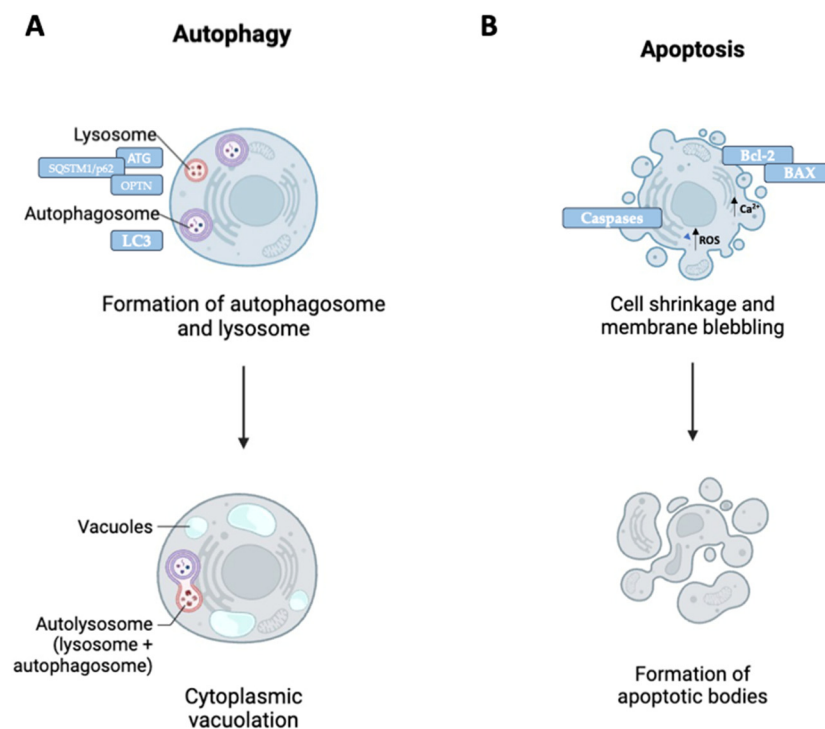 A
Autophagy
Lysosome
ATG
SQSTM1/p62
OPTN
Autophagosome
LC3
Formation of autophagosome
and lysosome
Vacuoles
Autolysosome
(lysosome +
autophagosome)
Cytoplasmic
vacuolation
B
Apoptosis
Bcl-2
BAX
Caspases
Ca²⁺
ROS
Cell shrinkage and
membrane blebbling
Formation of
apoptotic bodies